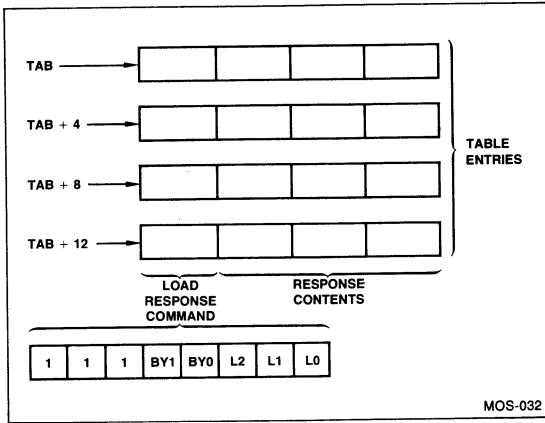 TAB
TAB + 4
TAB + 8
TAB + 12
TABLE
ENTRIES
LOAD
RESPONSE
COMMAND
RESPONSE
CONTENTS
1 1 1 BY1 BY0 L2 L1 L0
MOS-032